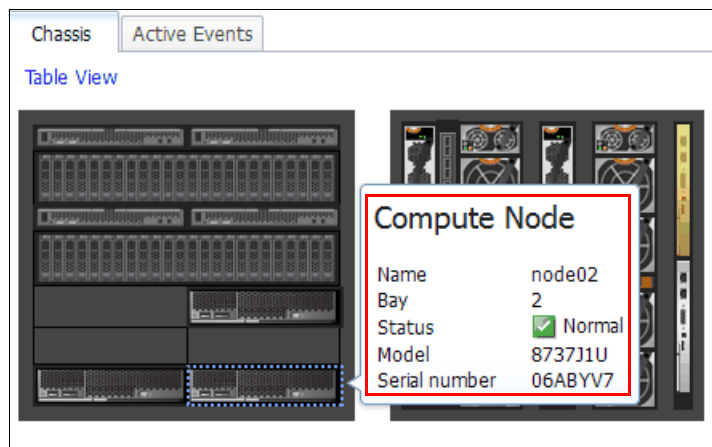 Chassis Active Events
Table View
Compute Node
Name node02
Bay 2
Status Normal
Model 8737J1U
Serial number 06ABYV7